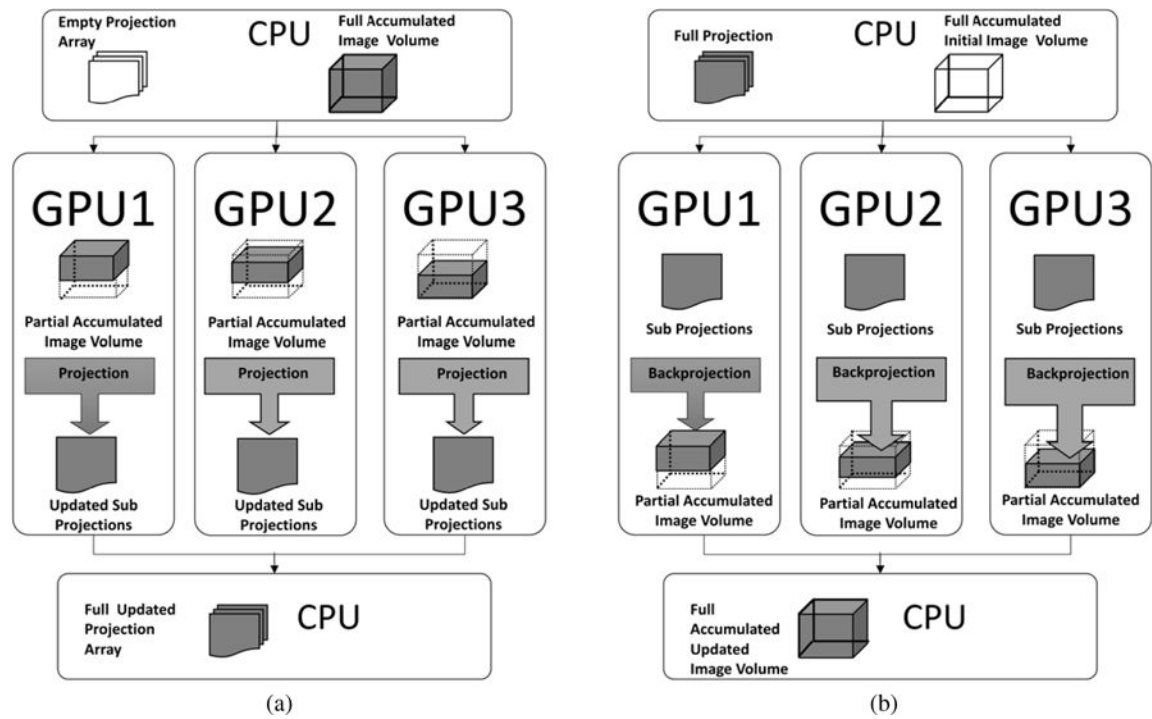 Empty Projection
Array
CPU
Full Accumulated
Image Volume
GPU1
Partial Accumulated
Image Volume
Projection
Updated Sub
Projections
GPU2
Partial Accumulated
Image Volume
Projection
Updated Sub
Projections
GPU3
Partial Accumulated
Image Volume
Projection
Updated Sub
Projections
Full Updated
Projection
Array
CPU
(a)
Full Projection
CPU
Full Accumulated
Initial Image Volume
GPU1
Sub Projections
Backprojection
Partial Accumulated
Image Volume
GPU2
Sub Projections
Backprojection
Partial Accumulated
Image Volume
GPU3
Sub Projections
Backprojection
Partial Accumulated
Image Volume
Full
Accumulated
Updated
Image Volume
CPU
(b)